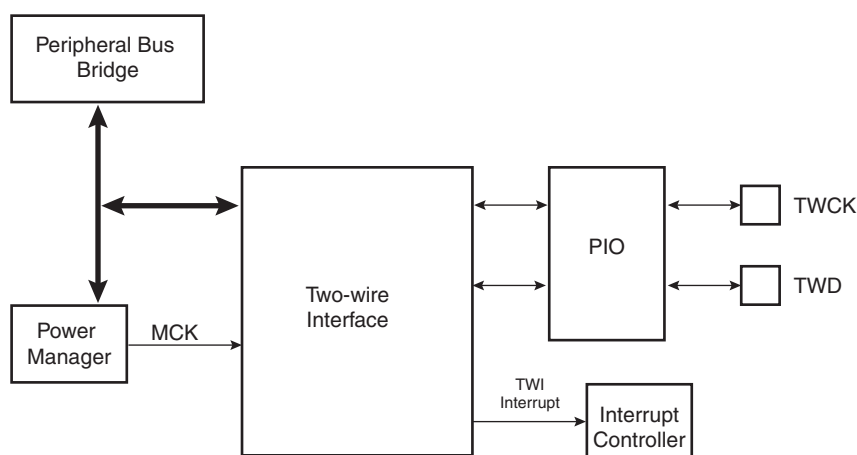 Peripheral Bus
Bridge
TWCK
PIO
TWD
Two-wire
Interface
Power
Manager
MCK
TWI
Interrupt
Interrupt
Controller